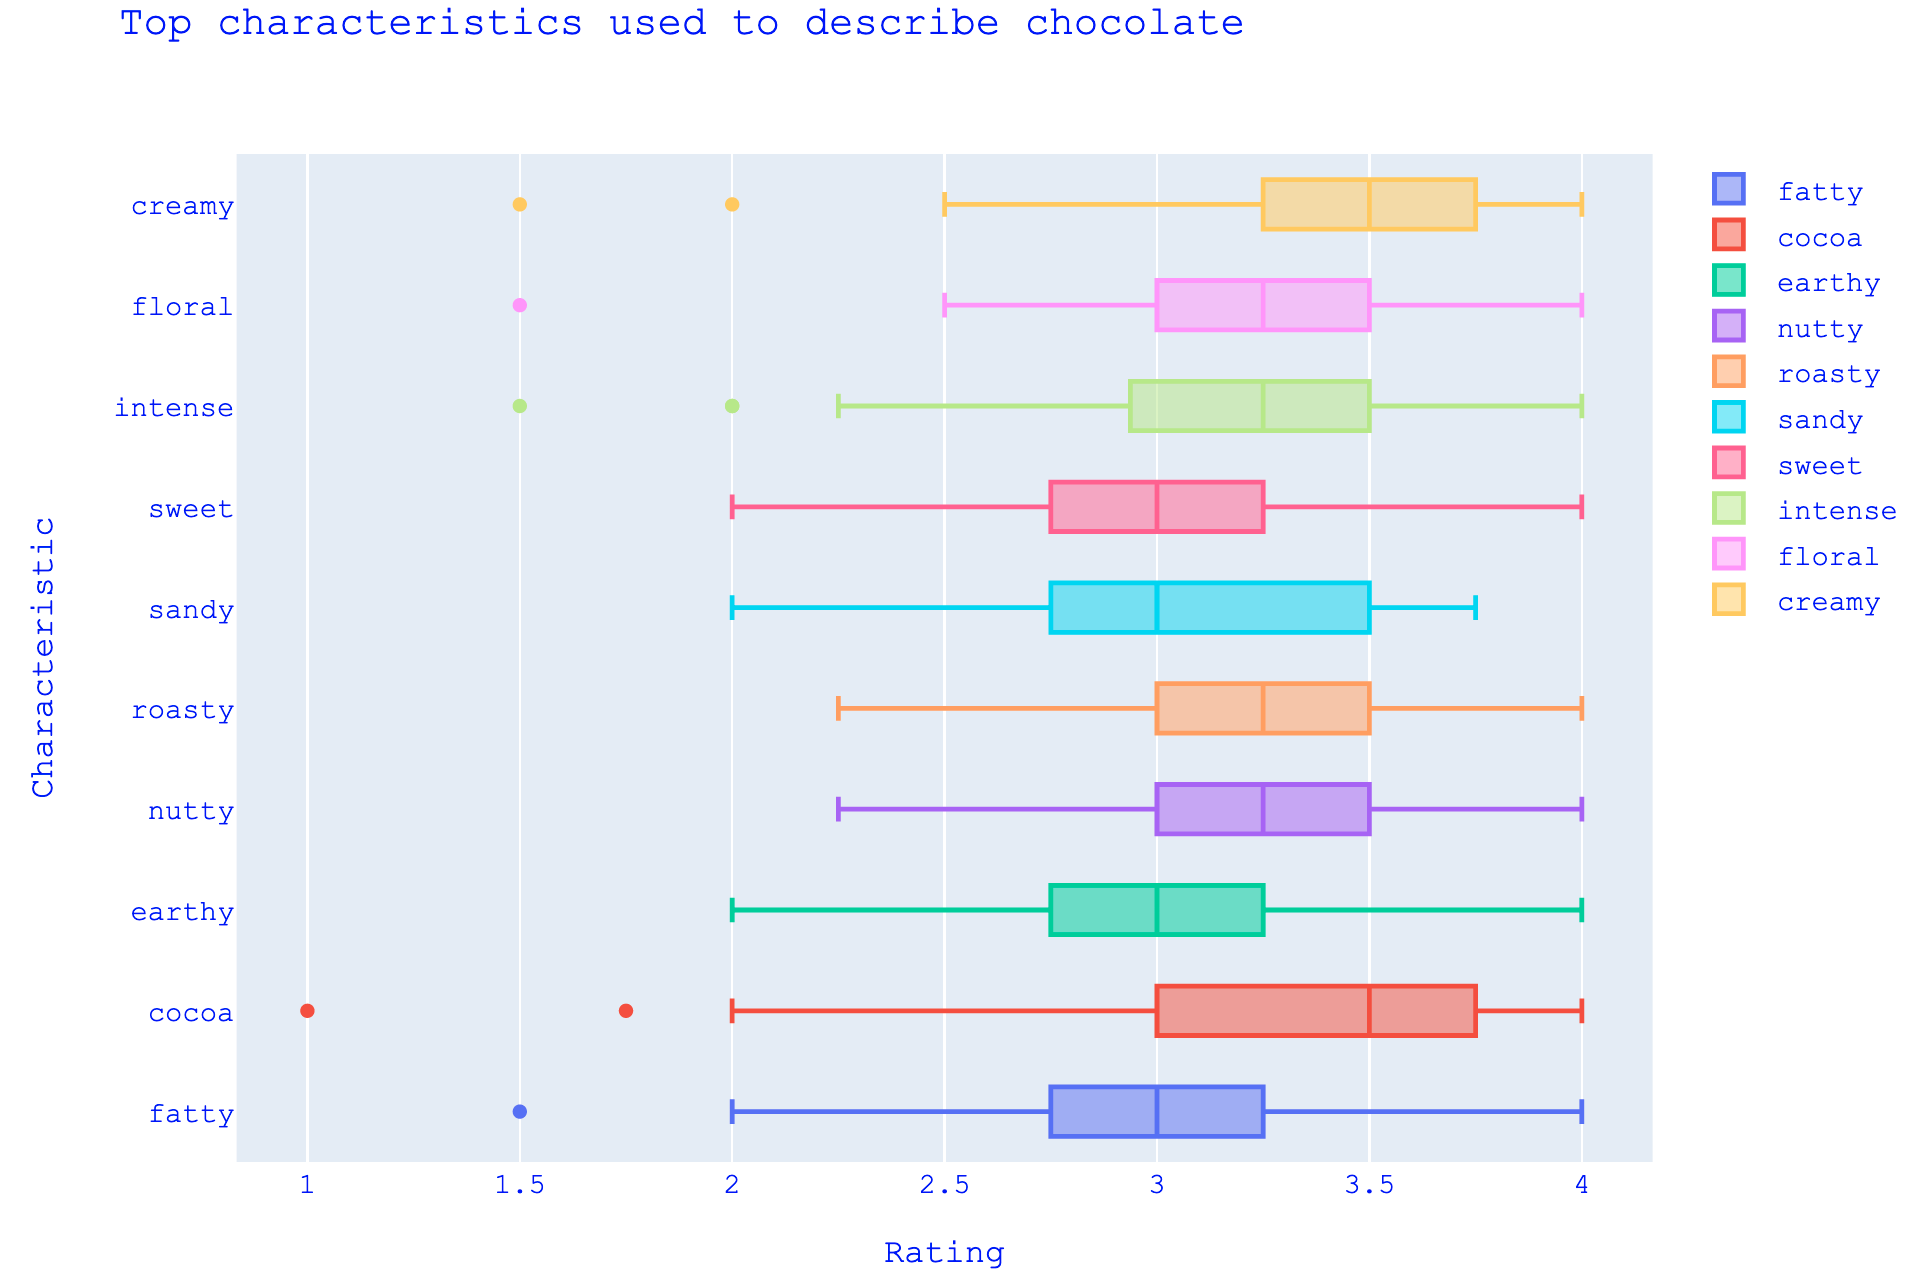 Top characteristics used to describe chocolate
creamy
floral
intense
sweet
sandy
roasty
nutty
earthy
cocoa
fatty
Characteristic
1 1.5 2 2.5 3 3.5 4
Rating
fatty
cocoa
earthy
nutty
roasty
sandy
sweet
intense
floral
creamy